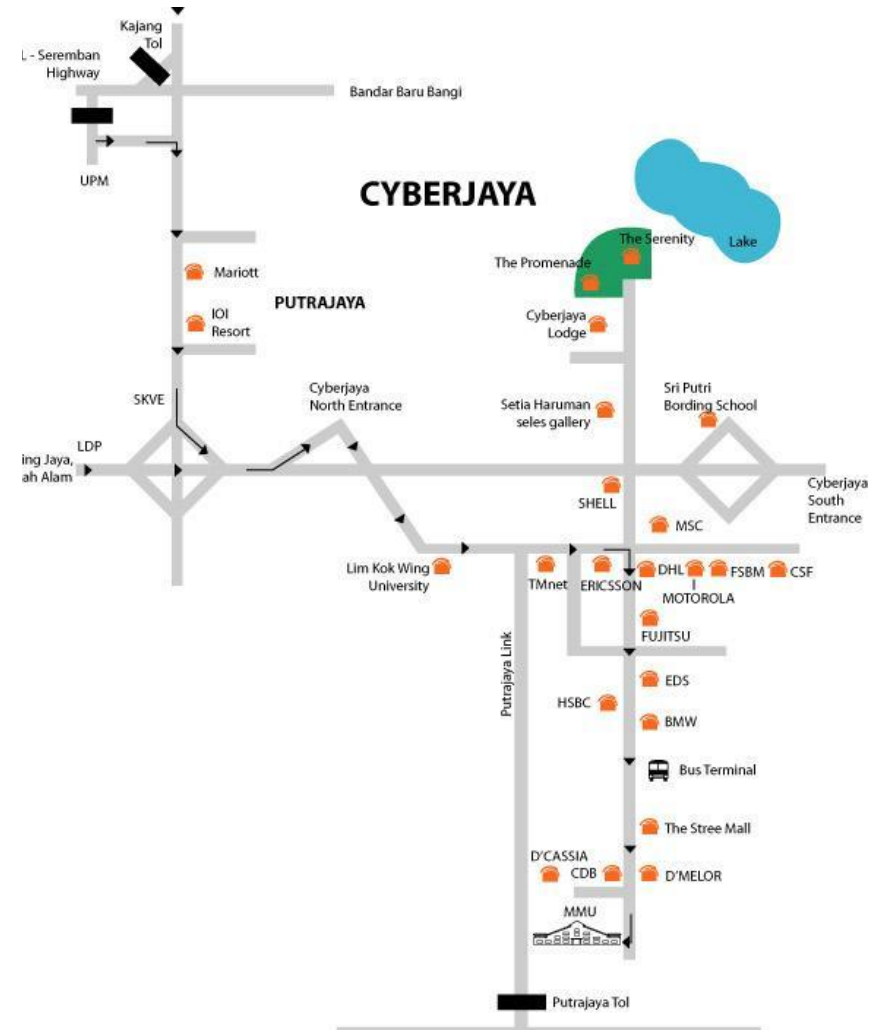 Kajang
Tol
L - Seremban
Highway
Bandar Baru Bangi
UPM
CYBERJAYA
The Serenity
Lake
The Promenade
Mariott
PUTRAJAYA
IOI
Resort
Cyberjaya
Lodge
SKVE
Cyberjaya
North Entrance
Setia Haruman
seles gallery
Sri Putri
Bording School
LDP
ing Jaya,
ah Alam
Cyberjaya
South
Entrance
SHELL
MSC
Lim Kok Wing
University
TMnet
ERICSSON
DHL
FSBM
CSF
MOTOROLA
FUJITSU
Putrajaya Link
EDS
HSBC
BMW
Bus Terminal
The Stree Mall
D'CASSIA
CDB
D'MELOR
MMU
Putrajaya Tol